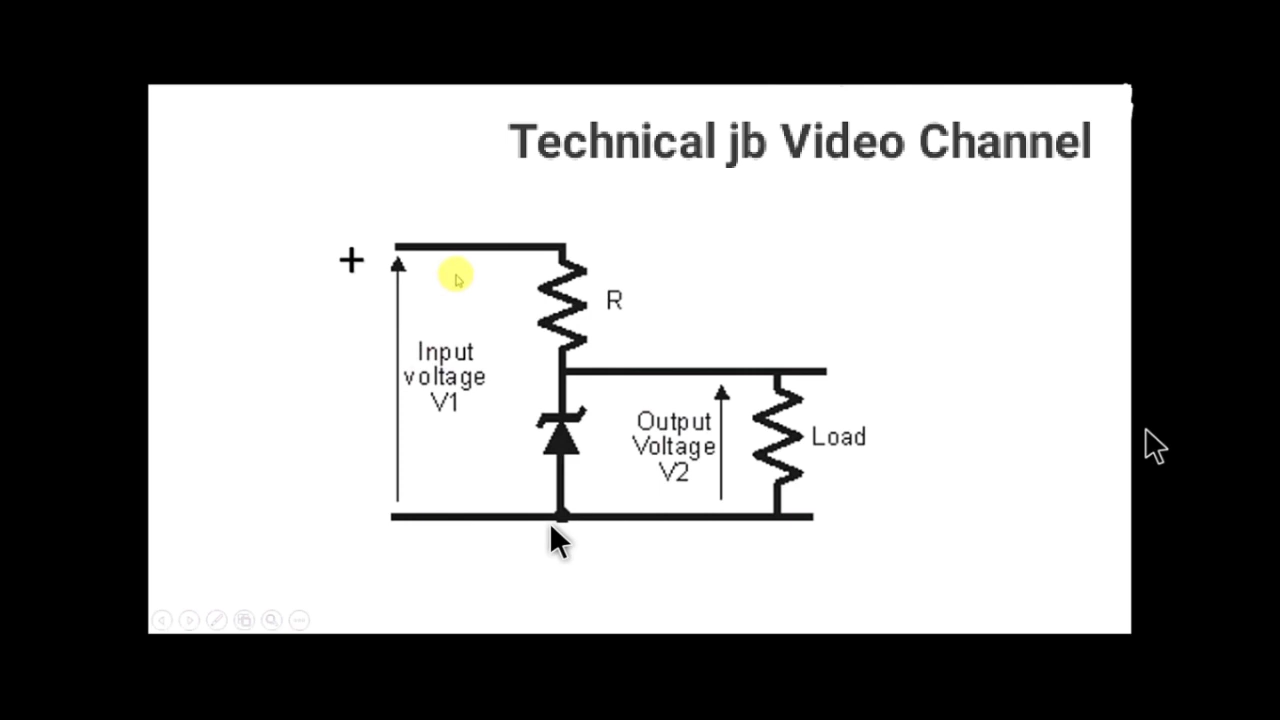 Technical jb Video Channel
+
R
Input
voltage
V1
Output
Voltage
V2
Load